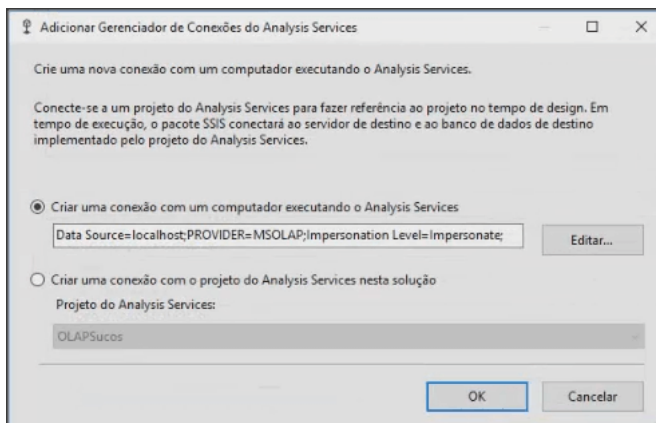 Adicionar Gerenciador de Conexões do Analysis Services
Crie uma nova conexão com um computador executando o Analysis Services.
Conecte-se a um projeto do Analysis Services para fazer referência ao projeto no tempo de design. Em
tempo de execução, o pacote SSIS conectará ao servidor de destino e ao banco de dados de destino
implementado pelo projeto do Analysis Services.
Criar uma conexão com um computador executando o Analysis Services
Data Source=localhost;PROVIDER=MSOLAP;Impersonation Level=Impersonate;
Editar...
Criar uma conexão com o projeto do Analysis Services nesta solução
Projeto do Analysis Services:
OLAPSucos
OK
Cancelar